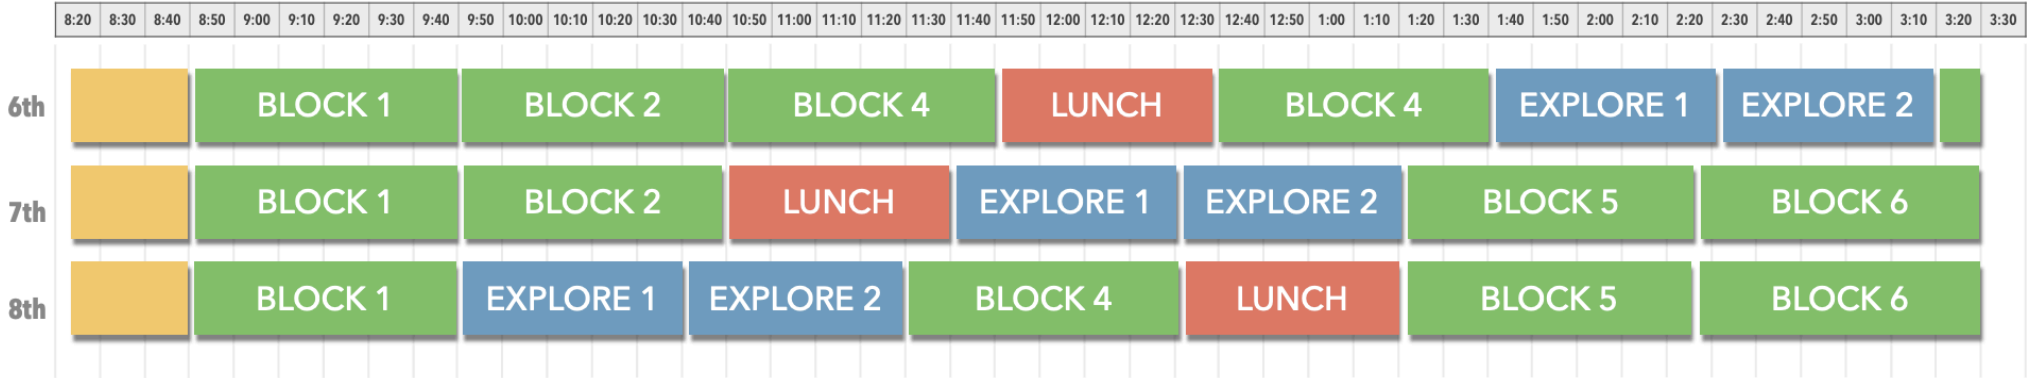 8:20 8:30 8:40 8:50 9:00 9:10 9:20 9:30 9:40 9:50 10:00 10:10 10:20 10:30 10:40 10:50 11:00 11:10 11:20 11:30 11:40 11:50 12:00 12:10 12:20 12:30 12:40 12:50 1:00 1:10 1:20 1:30 1:40 1:50 2:00 2:10 2:20 2:30 2:40 2:50 3:00 3:10 3:20 3:30
6th BLOCK 1 BLOCK 2 BLOCK 4 LUNCH BLOCK 4 EXPLORE 1 EXPLORE 2
7th BLOCK 1 BLOCK 2 LUNCH EXPLORE 1 EXPLORE 2 BLOCK 5 BLOCK 6
8th BLOCK 1 EXPLORE 1 EXPLORE 2 BLOCK 4 LUNCH BLOCK 5 BLOCK 6